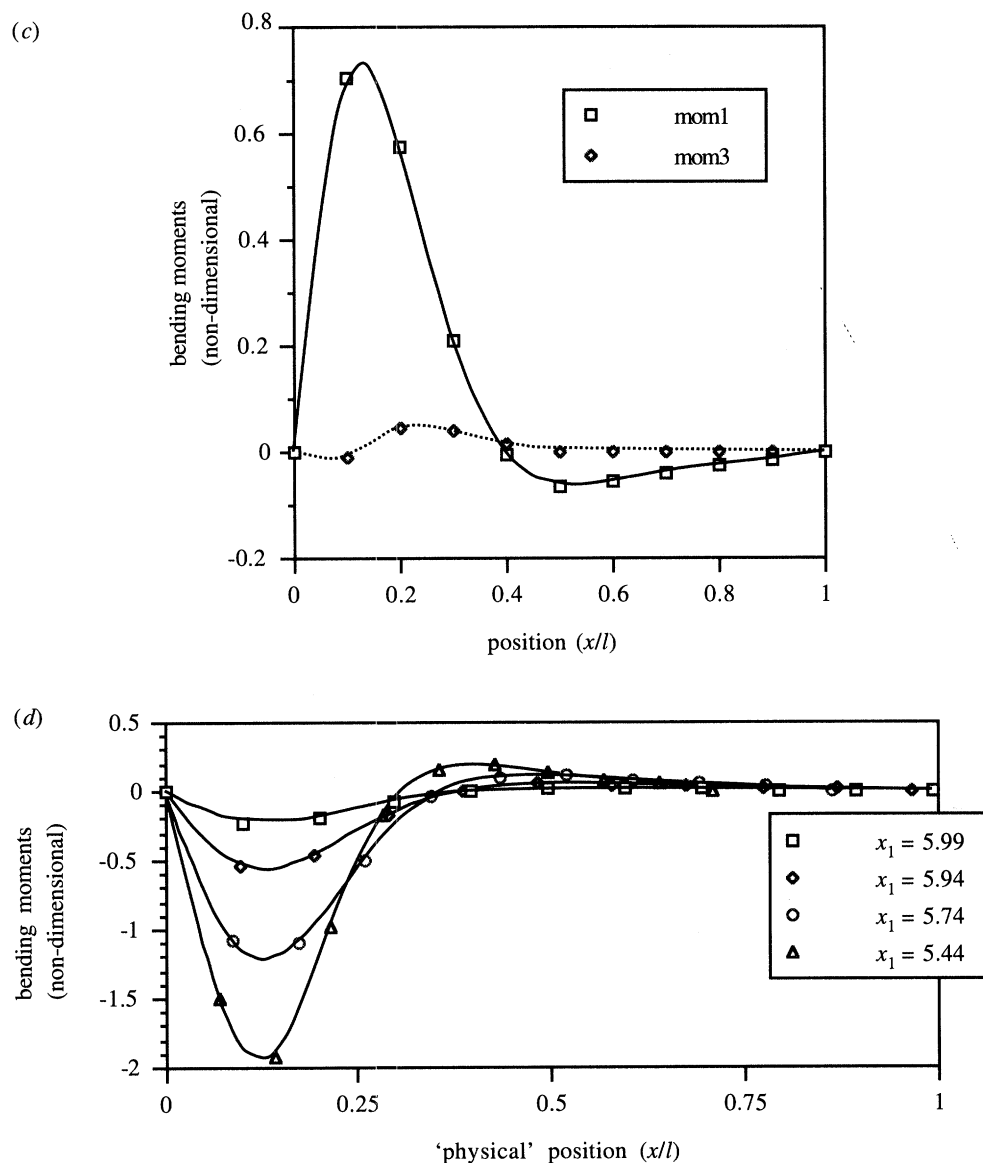 (c)
0.8
0.6
0.4
0.2
0
-0.2
bending moments
(non-dimensional)
mom1
mom3
0 0.2 0.4 0.6 0.8 1
position (x/l)
(d)
0.5
0
-0.5
-1
-1.5
-2
bending moments
(non-dimensional)
x1 = 5.99
x1 = 5.94
x1 = 5.74
x1 = 5.44
0 0.25 0.5 0.75 1
‘physical’ position (x/l)